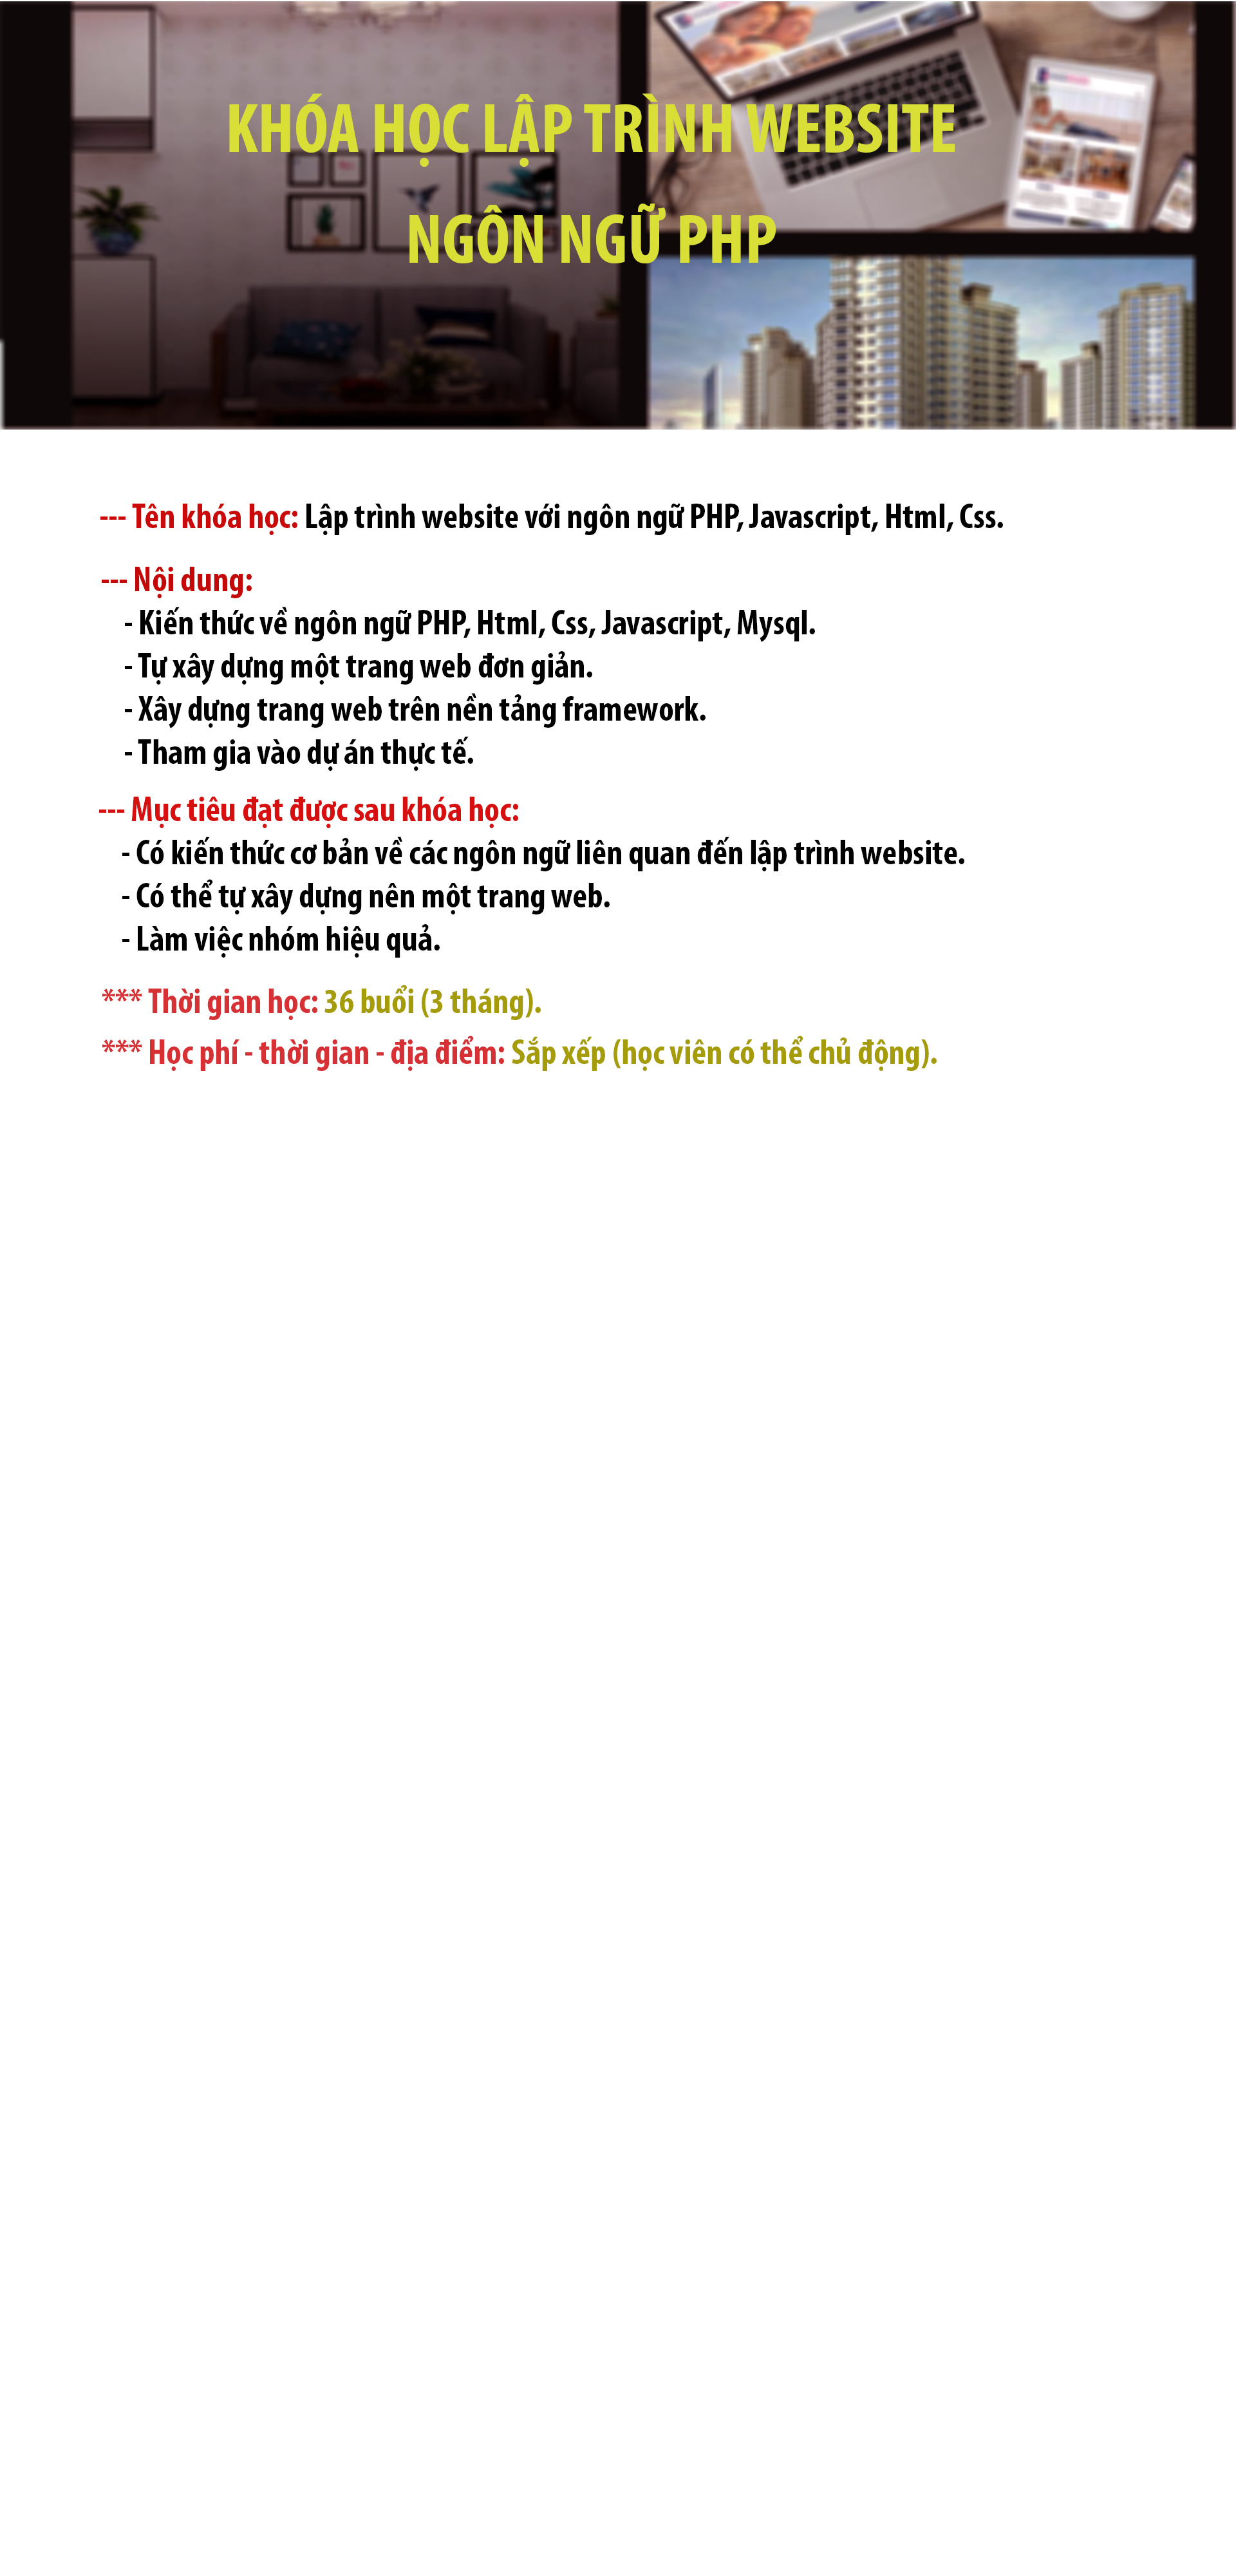 KHÓA HỌC LẬP TRÌNH WEBSITE
NGÔN NGỮ PHP
--- Tên khóa học: Lập trình website với ngôn ngữ PHP, Javascript, Html, Css.
--- Nội dung:
- Kiến thức về ngôn ngữ PHP, Html, Css, Javascript, Mysql.
- Tự xây dựng một trang web đơn giản.
- Xây dựng trang web trên nền tảng framework.
- Tham gia vào dự án thực tế.
--- Mục tiêu đạt được sau khóa học:
- Có kiến thức cơ bản về các ngôn ngữ liên quan đến lập trình website.
- Có thể tự xây dựng nên một trang web.
- Làm việc nhóm hiệu quả.
*** Thời gian học: 36 buổi (3 tháng).
*** Học phí - thời gian - địa điểm: Sắp xếp (học viên có thể chủ động).